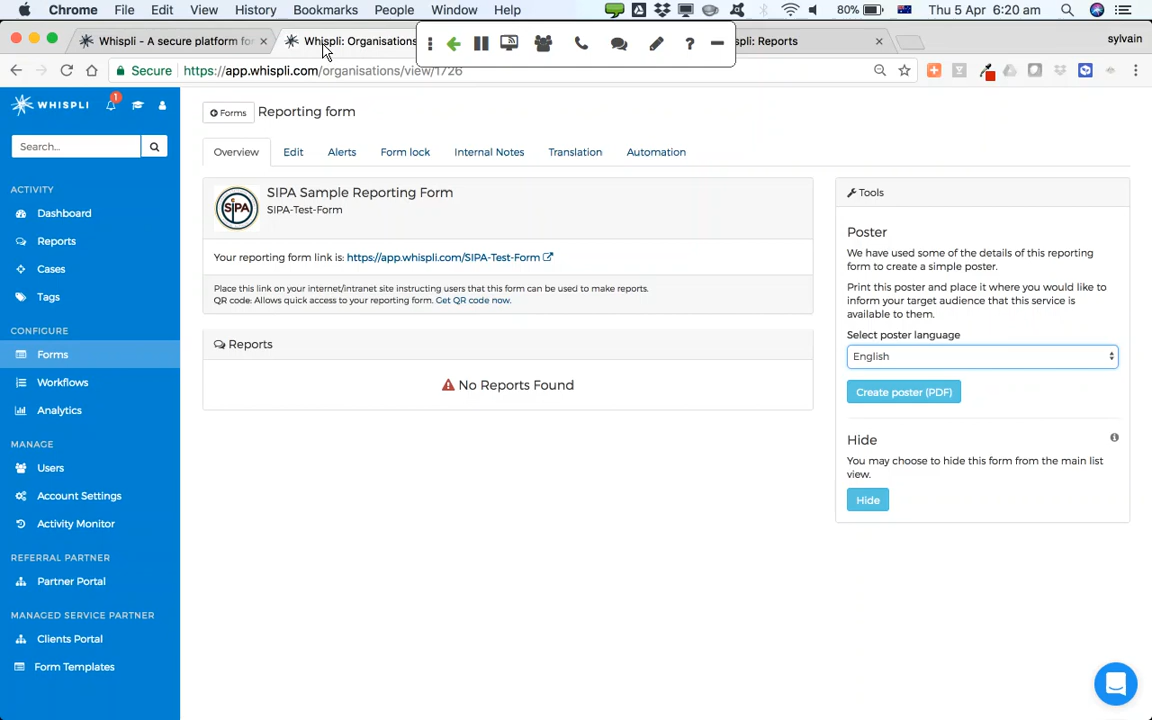 Chrome File Edit View History Bookmarks People Window Help 80% Thu 5 Apr 6:20 am
Whispli - A secure platform for
Whispli: Organisations
spli: Reports
sylvain
Secure https://app.whispli.com/organisations/view/1726
WHISPLI 1
Search...
ACTIVITY
Dashboard
Reports
Cases
Tags
CONFIGURE
Forms
Workflows
Analytics
MANAGE
Users
Account Settings
Activity Monitor
REFERRAL PARTNER
Partner Portal
MANAGED SERVICE PARTNER
Clients Portal
Form Templates
Forms Reporting form
Overview Edit Alerts Form lock Internal Notes Translation Automation
SIPA
SIPA Sample Reporting Form
SIPA-Test-Form
Your reporting form link is: https://app.whispli.com/SIPA-Test-Form
Place this link on your internet/intranet site instructing users that this form can be used to make reports.
QR code: Allows quick access to your reporting form. Get QR code now.
Reports
No Reports Found
Tools
Poster
We have used some of the details of this reporting
form to create a simple poster.
Print this poster and place it where you would like to
inform your target audience that this service is
available to them.
Select poster language
English
Create poster (PDF)
Hide
You may choose to hide this form from the main list
view.
Hide